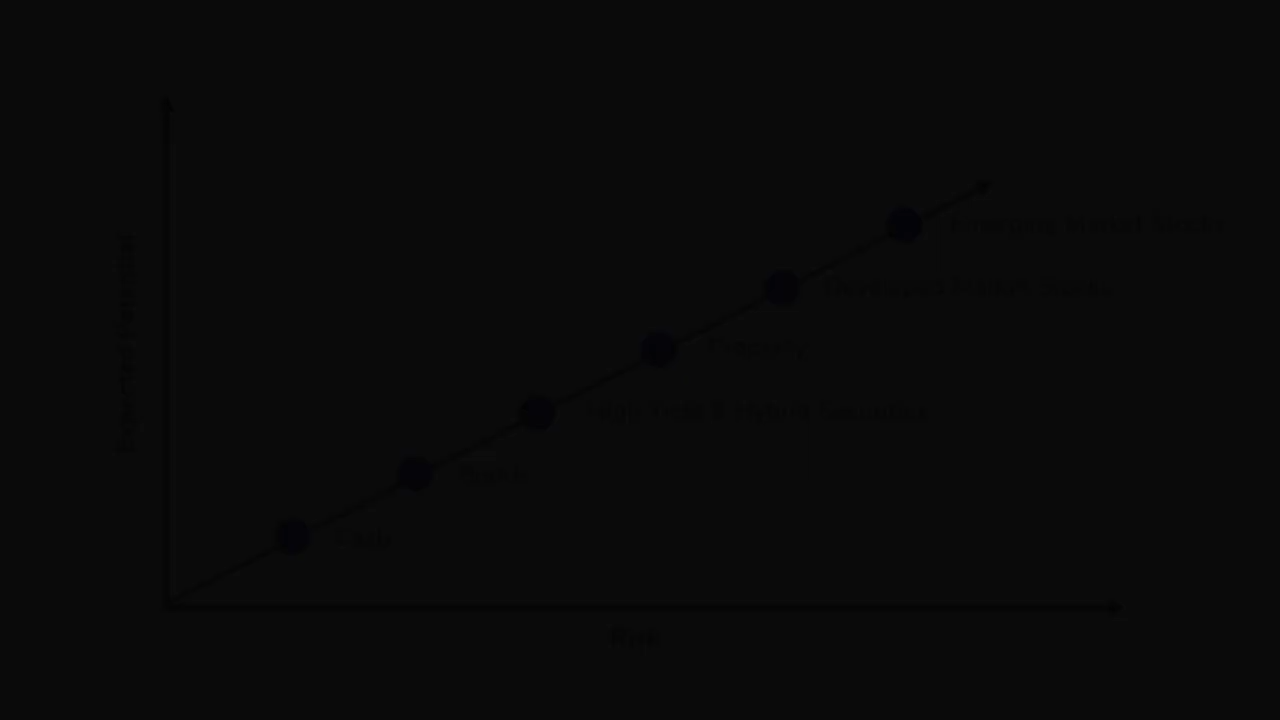 Emerging Market Stocks
Developed Market Stocks
Property
High Yield & Hybrid Securities
Bonds
Cash
Risk